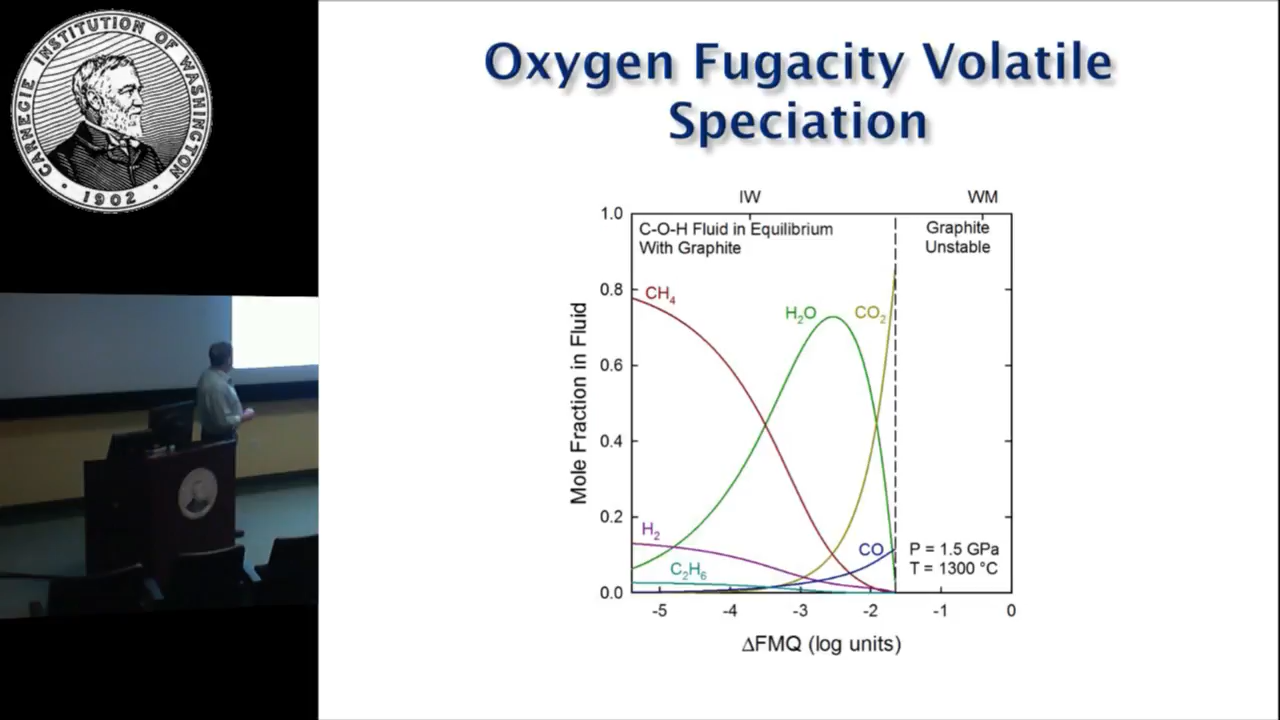 CARNEGIE INSTITUTION OF WASHINGTON
· 1902 ·
Oxygen Fugacity Volatile
Speciation
IW
WM
C-O-H Fluid in Equilibrium
With Graphite
Graphite
Unstable
1.0
0.8
0.6
0.4
0.2
0.0
Mole Fraction in Fluid
CH₄
H₂O
CO₂
H₂
C₂H₆
CO
P = 1.5 GPa
T = 1300 °C
-5
-4
-3
-2
-1
0
ΔFMQ (log units)